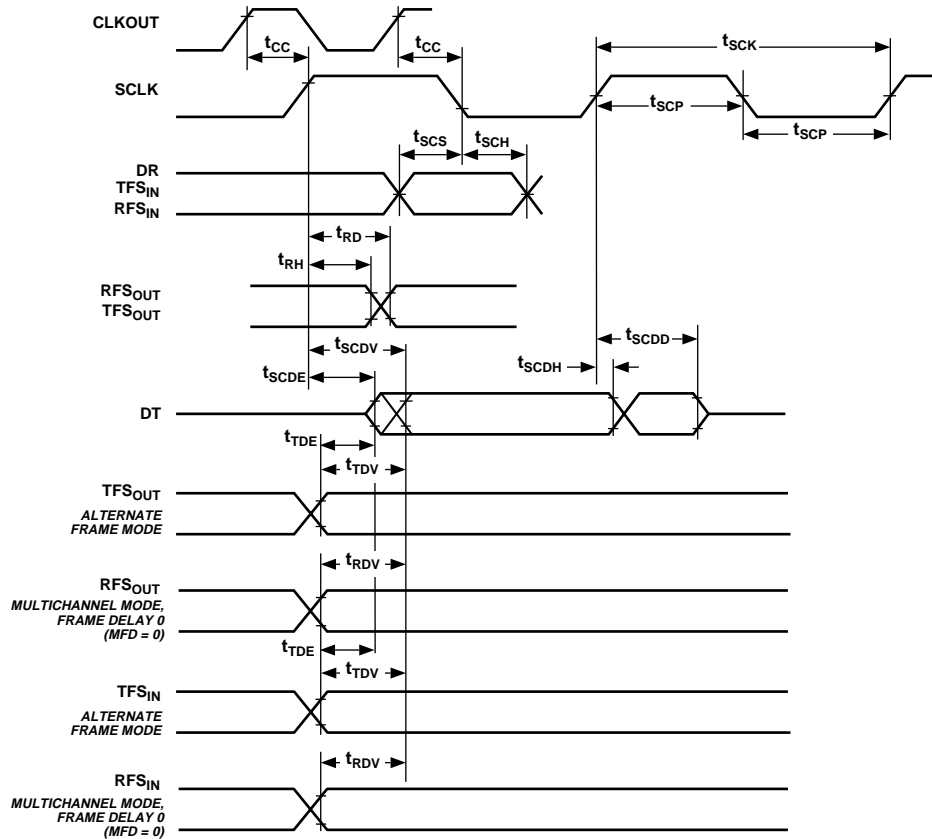 CLKOUT
tCC
tCC
tSCK
SCLK
tSCP
tSCP
tSCS
tSCH
DR
TFSIN
RFSIN
tRD
tRH
RFSOUT
TFSOUT
tSCDV
tSCDD
tSCDH
tSCDE
DT
tTDE
tTDV
TFSOUT
ALTERNATE
FRAME MODE
tRDV
RFSOUT
MULTICHANNEL MODE,
FRAME DELAY 0
(MFD = 0)
tTDE
tTDV
TFSIN
ALTERNATE
FRAME MODE
tRDV
RFSIN
MULTICHANNEL MODE,
FRAME DELAY 0
(MFD = 0)